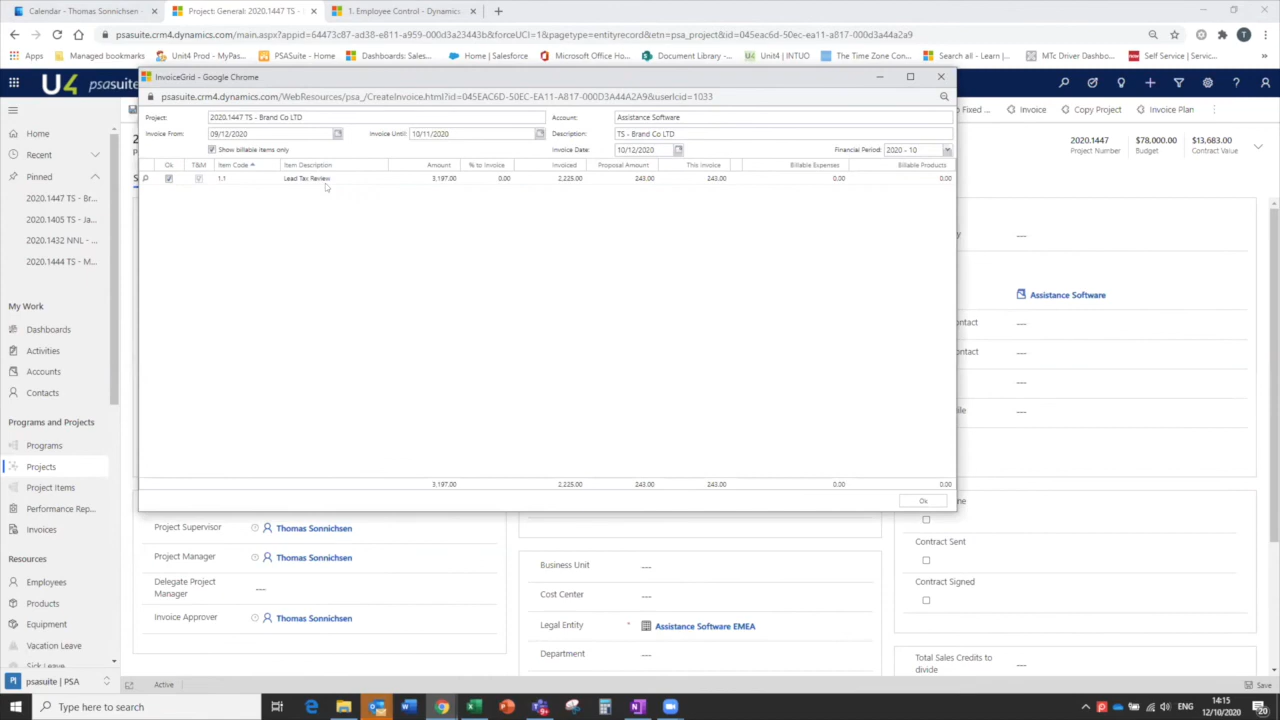 Calendar - Thomas Sonnichsen
Project: General: 2020.1447 TS -
1. Employee Control - Dynamics
psasuite.crm4.dynamics.com/main.aspx?appid=64473c87-ad38-e811-a959-000d3a23443b&forceUCI=1&pagetype=entityrecord&etn=psa_project&id=045eac6d-50ec-ea11-a817-000d3a44a2a9
Apps
Managed bookmarks
Unit4 Prod - MyPas...
PSASuite - Home
Dashboards: Sales...
Home | Salesforce
Microsoft Office Ho...
Document Library -...
Unit4 | INTUO
The Time Zone Con...
Search all - Learn |...
MTc Driver Dashbo...
Self Service | Servic...
U4 psasuite
InvoiceGrid - Google Chrome
psasuite.crm4.dynamics.com/WebResources/psa_/CreateInvoice.html?id=045EAC6D-50EC-EA11-A817-000D3A44A2A9&userlcid=1033
Project: 2020.1447 TS - Brand Co LTD Account: Assistance Software
Invoice From: 09/12/2020 Invoice Until: 10/11/2020 Description: TS - Brand Co LTD
Show billable items only Invoice Date: 10/12/2020 Financial Period: 2020 - 10
Ok T&M Item Code Item Description Amount % to Invoice Invoiced Proposal Amount This Invoice Billable Expenses Billable Products
1.1 Lead Tax Review 3,197.00 0.00 2,225.00 243.00 243.00 0.00 0.00
3,197.00 2,225.00 243.00 243.00 0.00 0.00
Ok
Home
Recent
Pinned
2020.1447 TS - Br...
2020.1405 TS - Ja...
2020.1432 NNL - ...
2020.1444 TS - M...
My Work
Dashboards
Activities
Accounts
Contacts
Programs and Projects
Programs
Projects
Project Items
Performance Rep...
Invoices
Resources
Employees
Products
Equipment
Vacation Leave
Sick Leave
PI psasuite | PSA
o Fixed ...
Invoice
Copy Project
Invoice Plan
2020.1447
Project Number
$78,000.00
Budget
$13,683.00
Contract Value
y ---
Assistance Software
ontact ---
ontact ---
---
ile ---
Project Supervisor Thomas Sonnichsen
Project Manager Thomas Sonnichsen
Delegate Project
Manager ---
Invoice Approver Thomas Sonnichsen
Business Unit ---
Cost Center ---
Legal Entity * Assistance Software EMEA
Department ---
ne
Contract Sent
Contract Signed
Total Sales Credits to
divide ---
Active
Save
Type here to search
ENG
14:15
12/10/2020
20